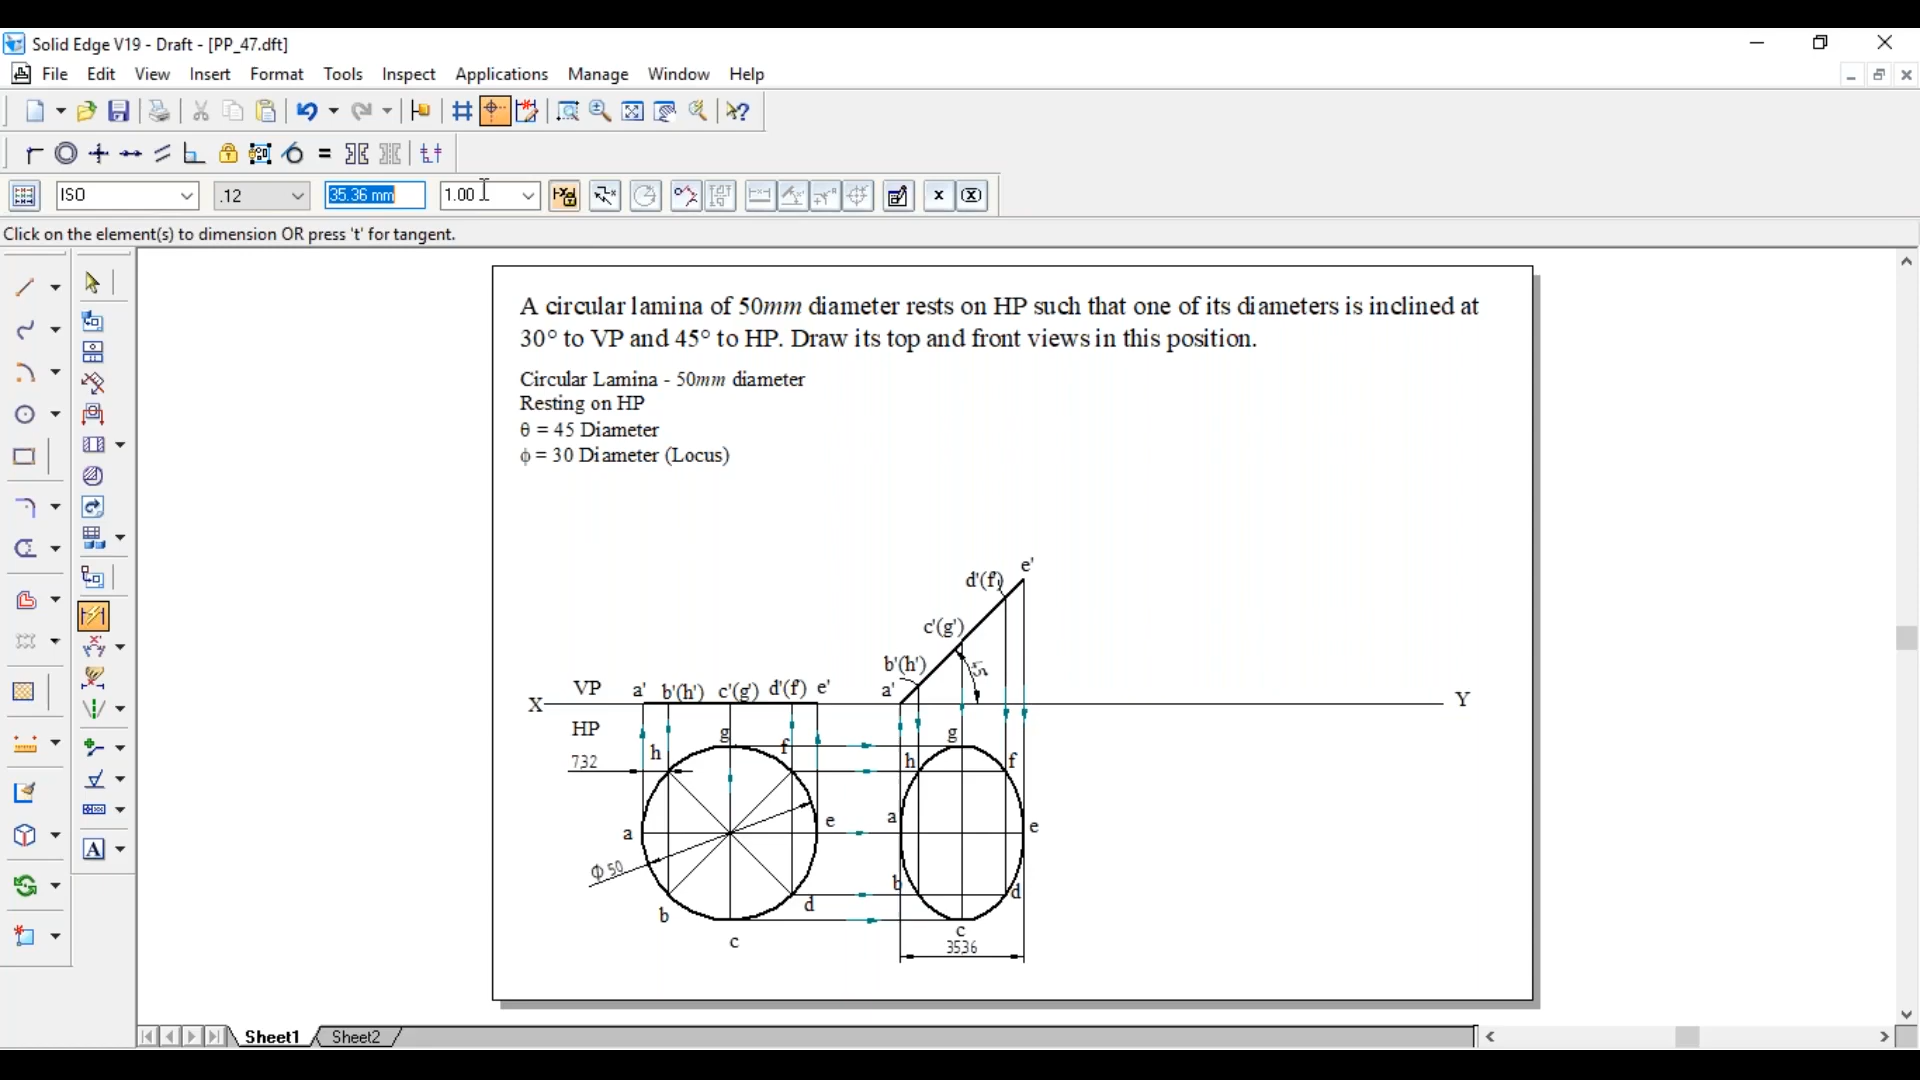 Solid Edge V19 - Draft - [PP_47.dft]
File Edit View Insert Format Tools Inspect Applications Manage Window Help
ISO .12 35.36 mm 1.00
Click on the element(s) to dimension OR press 't' for tangent.
A circular lamina of 50mm diameter rests on HP such that one of its diameters is inclined at
30° to VP and 45° to HP. Draw its top and front views in this position.
Circular Lamina - 50mm diameter
Resting on HP
θ = 45 Diameter
ϕ = 30 Diameter (Locus)
e'
d'(f')
c'(g')
b'(h')
45
VP a' b'(h') c'(g') d'(f') e' a'
X Y
HP
g g
h f h f
7,32
a e a e
Φ 50
b d b d
c c
35,36
Sheet1 Sheet2